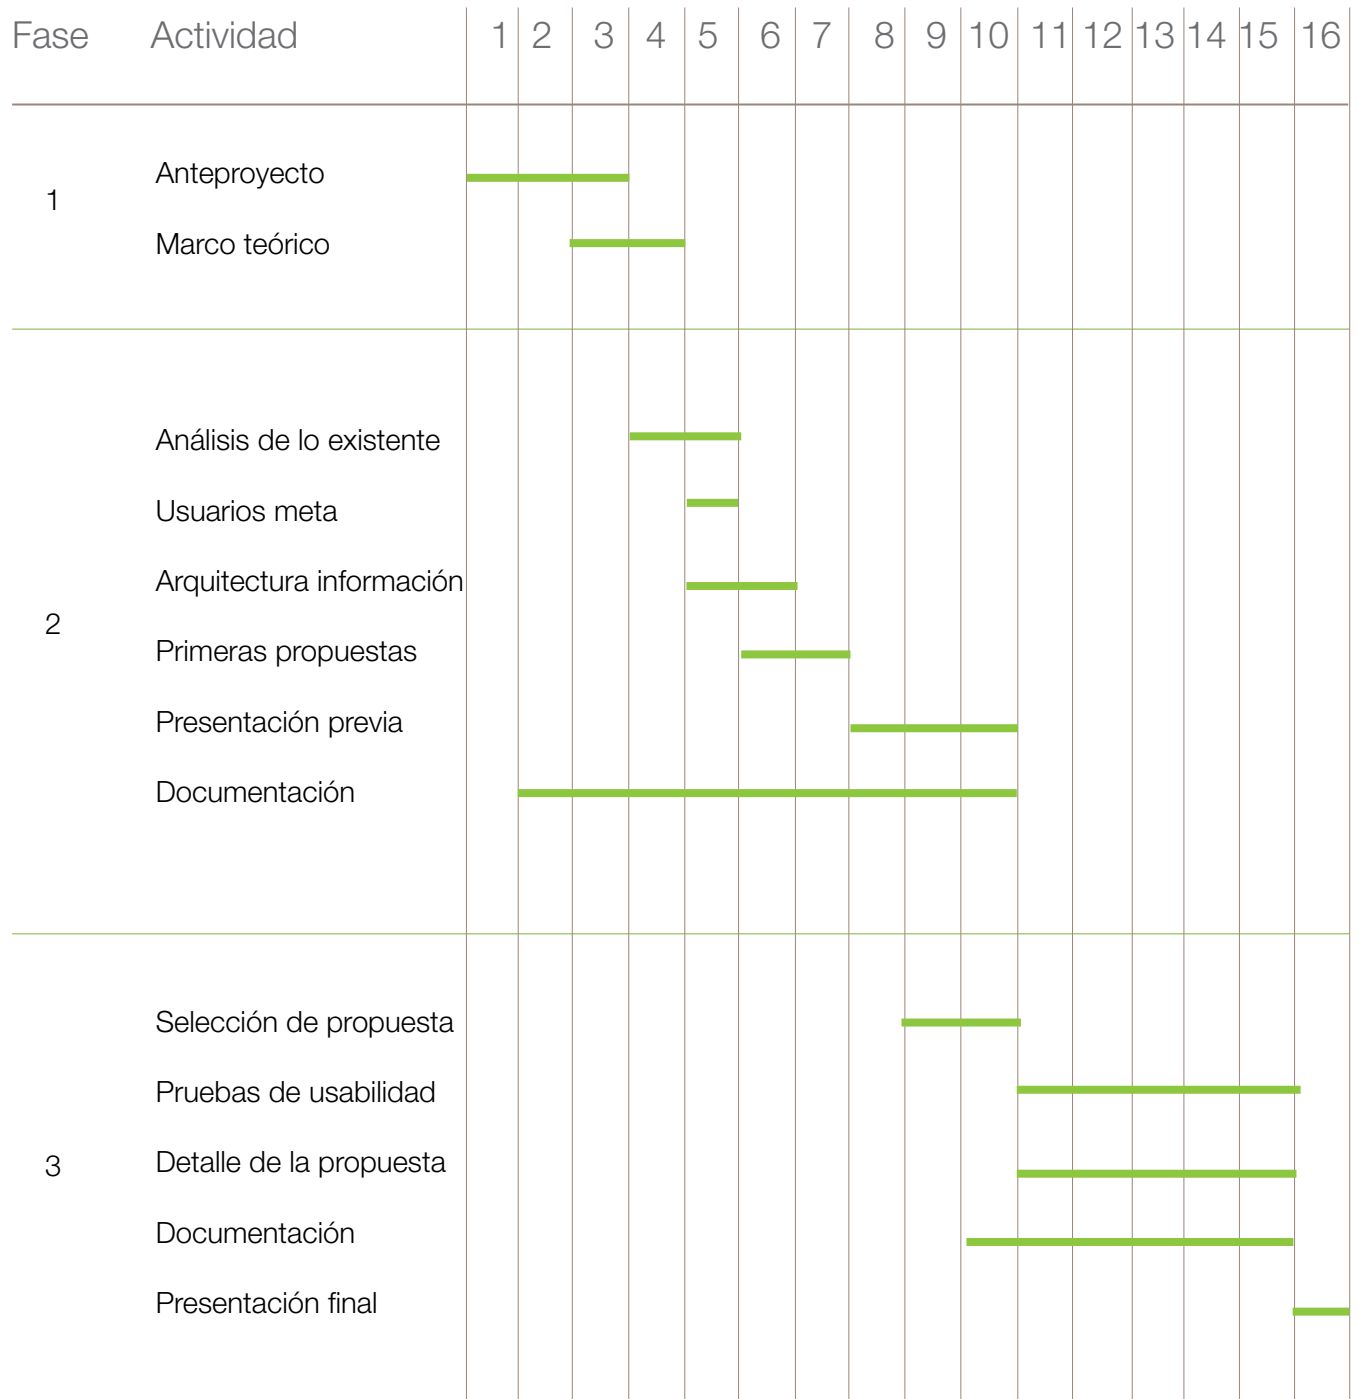 Fase Actividad 1 2 3 4 5 6 7 8 9 10 11 12 13 14 15 16
Anteproyecto
1
Marco teórico
Análisis de lo existente
Usuarios meta
Arquitectura información
2
Primeras propuestas
Presentación previa
Documentación
Selección de propuesta
Pruebas de usabilidad
3 Detalle de la propuesta
Documentación
Presentación final